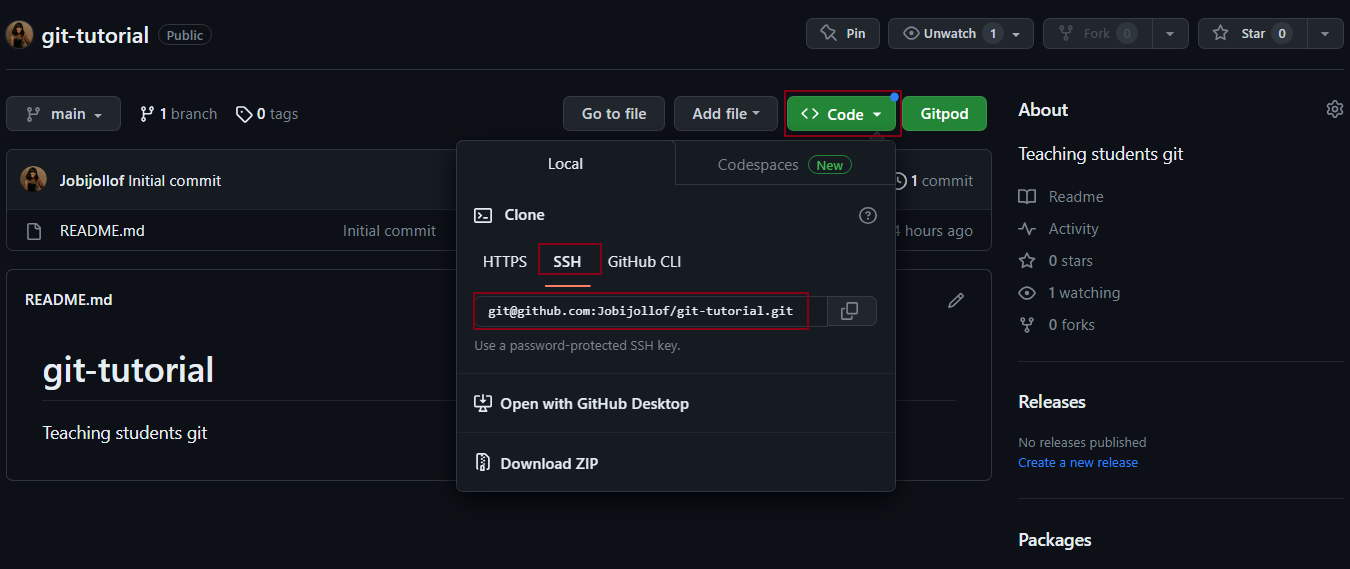 git-tutorial Public
Pin
Unwatch 1
Fork 0
Star 0
main
1 branch
0 tags
Go to file
Add file
Code
Gitpod
Jobijollof Initial commit
1 commit
README.md Initial commit
hours ago
Local
Codespaces New
Clone
HTTPS SSH GitHub CLI
git@github.com:Jobijollof/git-tutorial.git
Use a password-protected SSH key.
Open with GitHub Desktop
Download ZIP
README.md
git-tutorial
Teaching students git
About
Teaching students git
Readme
Activity
0 stars
1 watching
0 forks
Releases
No releases published
Create a new release
Packages